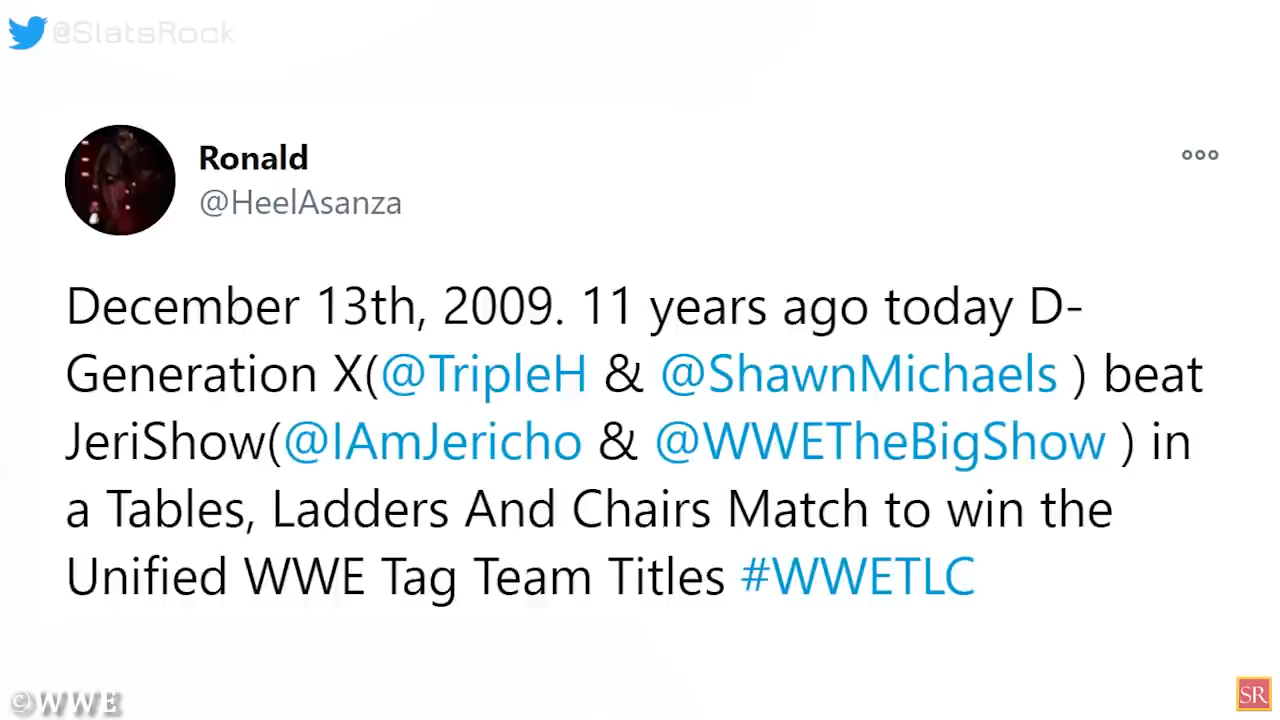 @SlatsRock
Ronald
@HeelAsanza
December 13th, 2009. 11 years ago today D-
Generation X(@TripleH & @ShawnMichaels ) beat
JeriShow(@IAmJericho & @WWETheBigShow ) in
a Tables, Ladders And Chairs Match to win the
Unified WWE Tag Team Titles #WWETLC
©WWE
SR